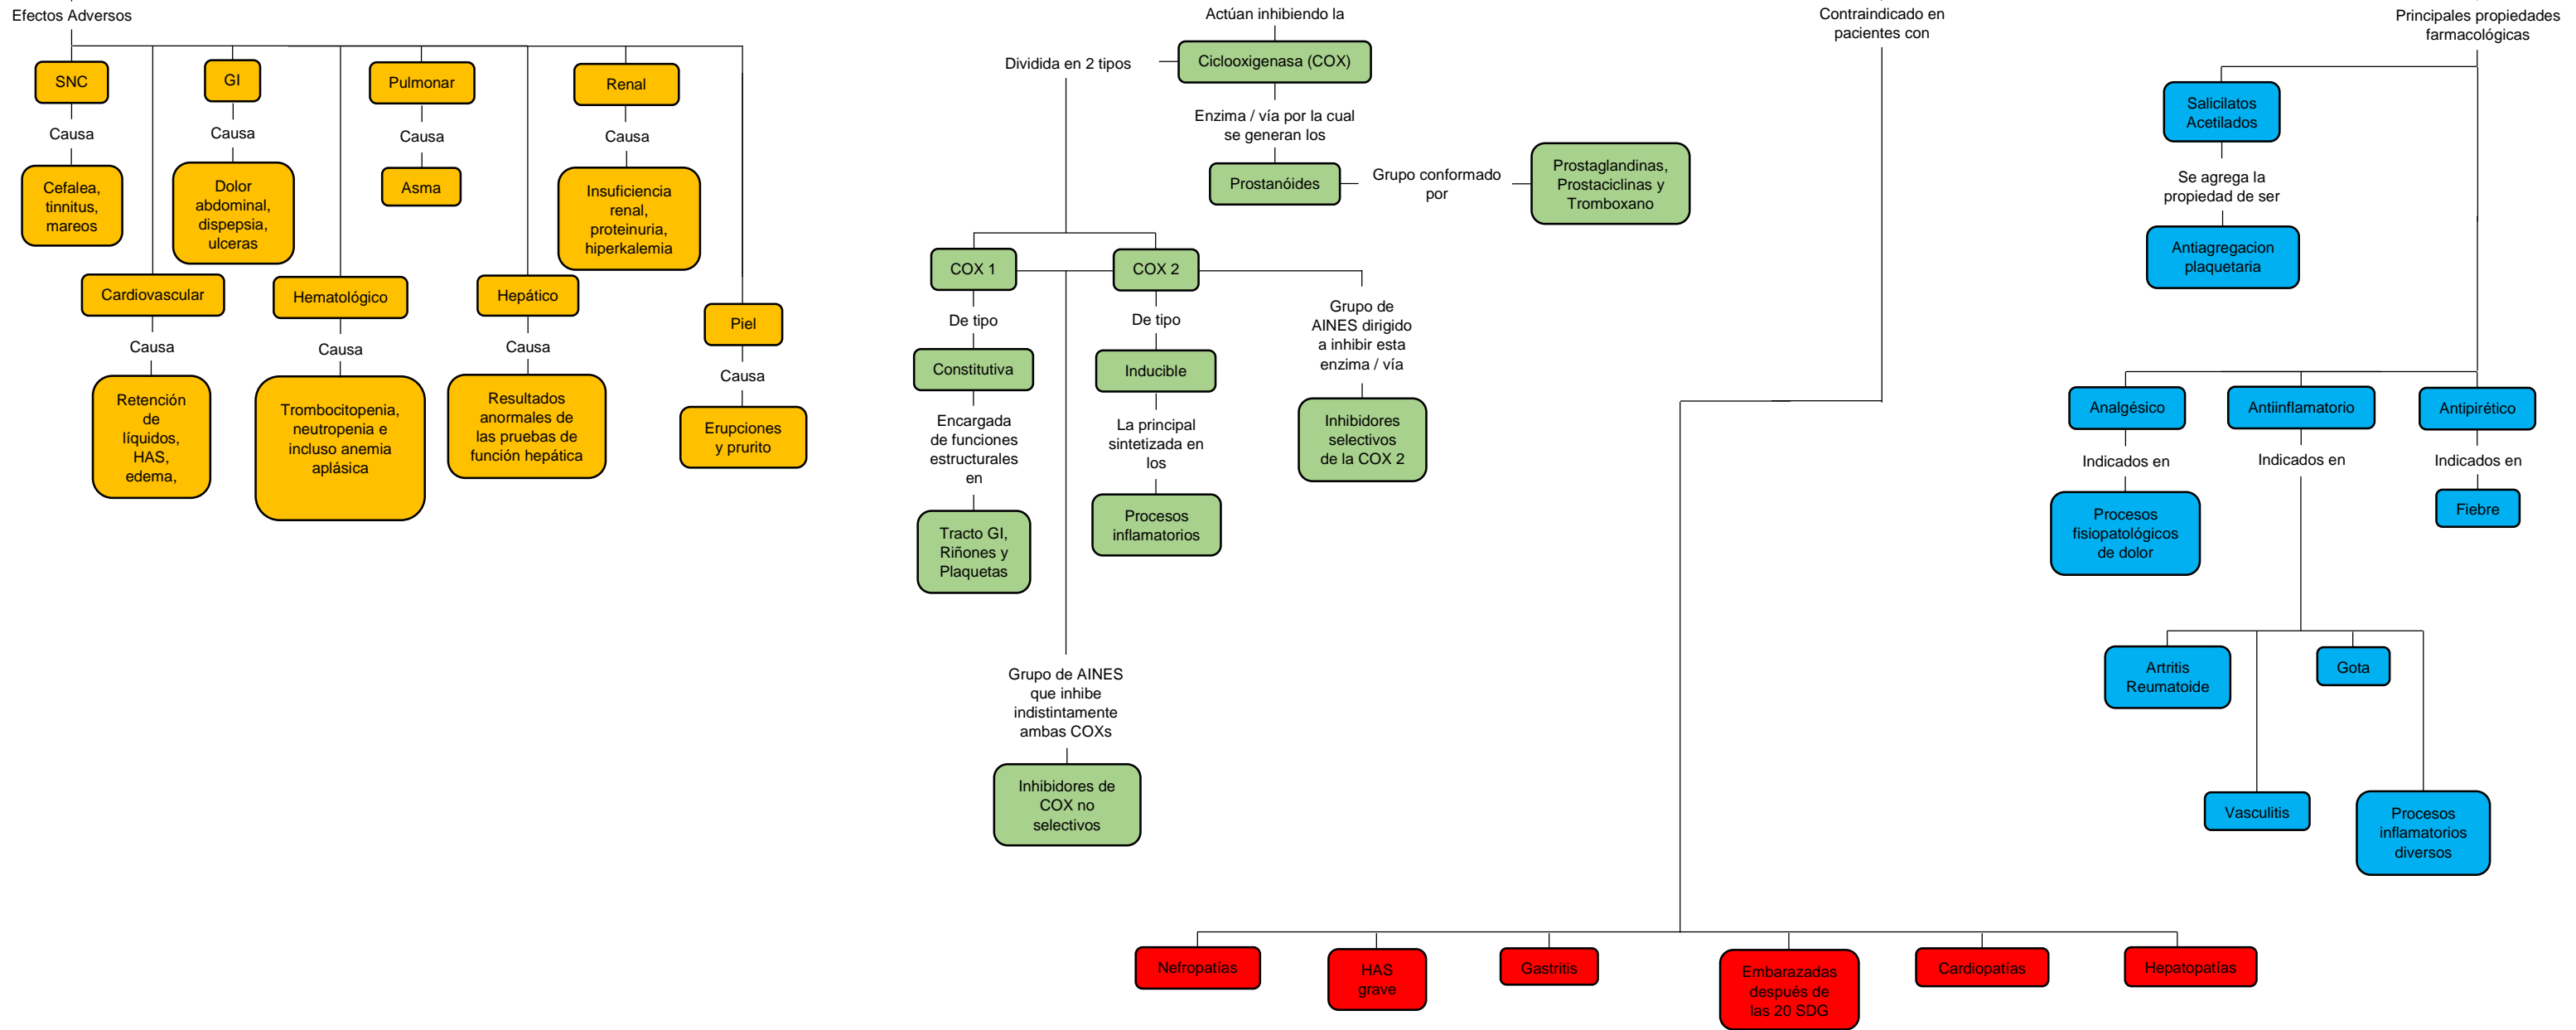 Efectos Adversos
SNC
Causa
Cefalea,
tinnitus,
mareos
Cardiovascular
Causa
Retención
de
líquidos,
HAS,
edema,
GI
Causa
Dolor
abdominal,
dispepsia,
ulceras
Hematológico
Causa
Trombocitopenia,
neutropenia e
incluso anemia
aplásica
Pulmonar
Causa
Asma
Hepático
Causa
Resultados
anormales de
las pruebas de
función hepática
Renal
Causa
Insuficiencia
renal,
proteinuria,
hiperkalemia
Piel
Causa
Erupciones
y prurito
Actúan inhibiendo la
Ciclooxigenasa (COX)
Dividida en 2 tipos
Enzima / vía por la cual
se generan los
Prostanóides
Grupo conformado
por
Prostaglandinas,
Prostaciclinas y
Tromboxano
COX 1
De tipo
Constitutiva
Encargada
de funciones
estructurales
en
Tracto GI,
Riñones y
Plaquetas
COX 2
De tipo
Inducible
La principal
sintetizada en
los
Procesos
inflamatorios
Grupo de
AINES dirigido
a inhibir esta
enzima / vía
Inhibidores
selectivos
de la COX 2
Grupo de AINES
que inhibe
indistintamente
ambas COXs
Inhibidores de
COX no
selectivos
Contraindicado en
pacientes con
Nefropatías
HAS
grave
Gastritis
Embarazadas
después de
las 20 SDG
Cardiopatías
Hepatopatías
Principales propiedades
farmacológicas
Salicilatos
Acetilados
Se agrega la
propiedad de ser
Antiagregacion
plaquetaria
Analgésico
Indicados en
Procesos
fisiopatológicos
de dolor
Antiinflamatorio
Indicados en
Artritis
Reumatoide
Vasculitis
Gota
Procesos
inflamatorios
diversos
Antipirético
Indicados en
Fiebre